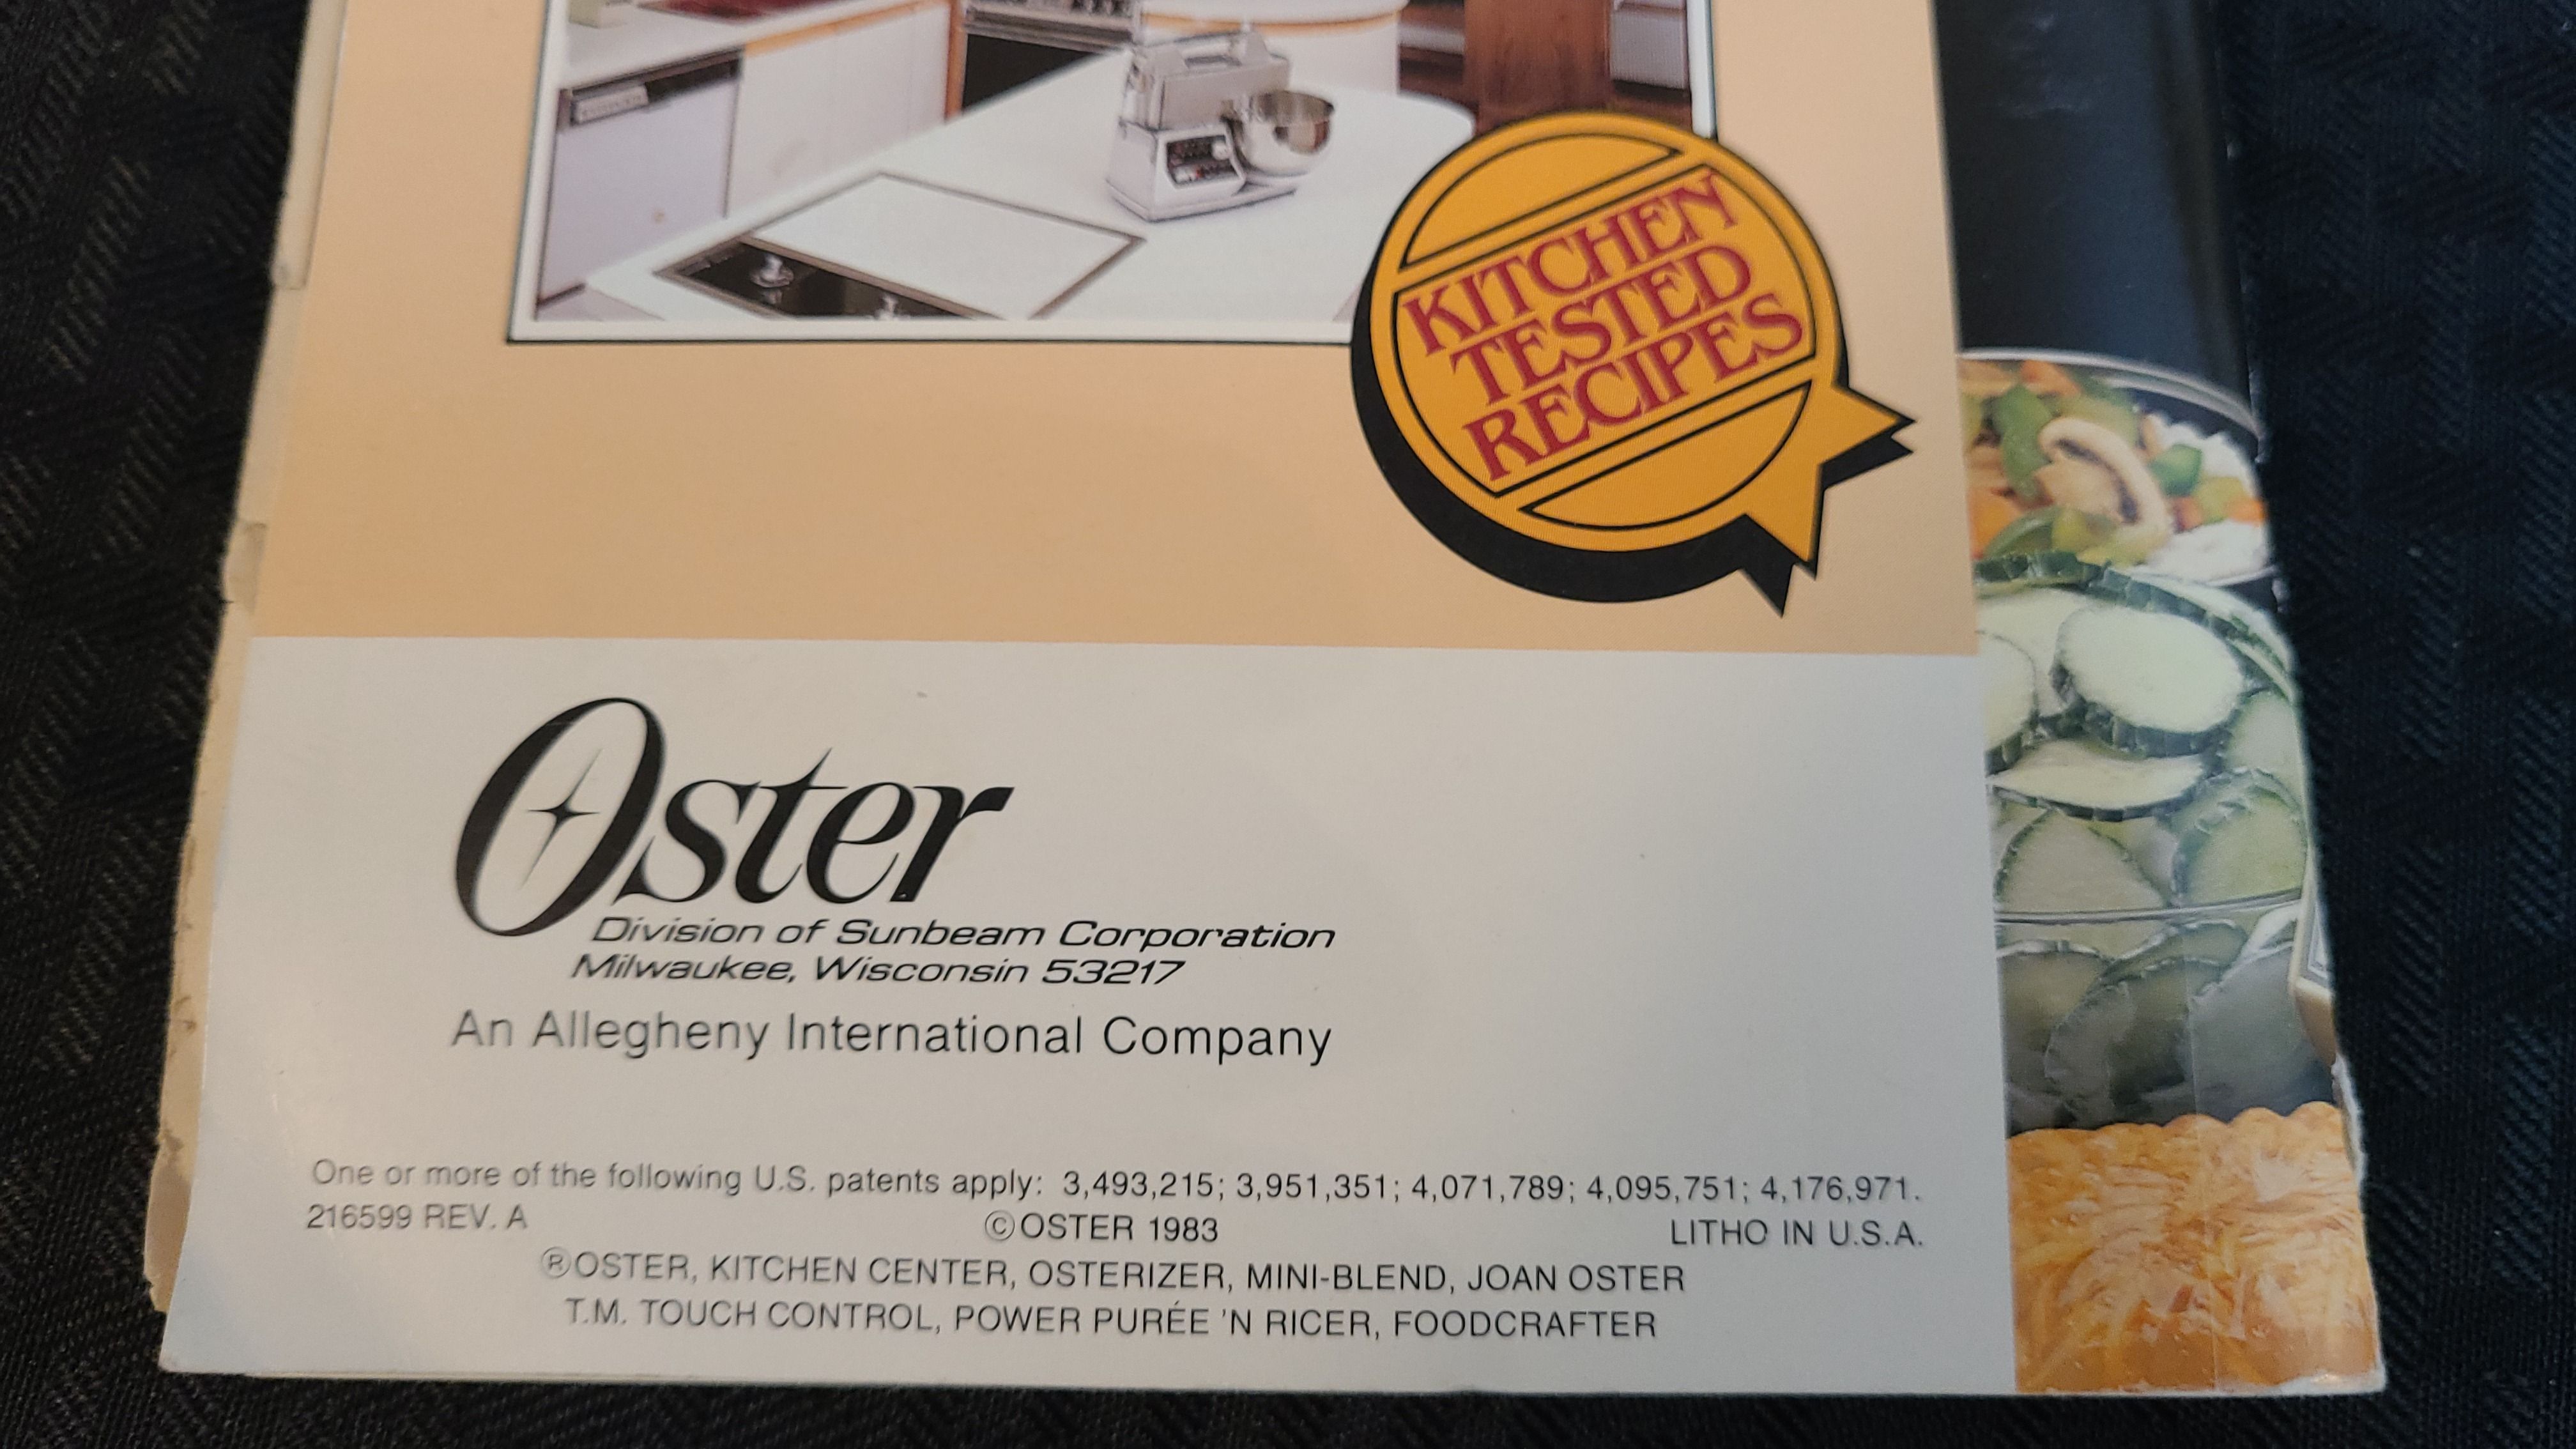 KITCHEN
TESTED
RECIPES
Oster
Division of Sunbeam Corporation
Milwaukee, Wisconsin 53217
An Allegheny International Company
One or more of the following U.S. patents apply: 3,493,215; 3,951,351; 4,071,789; 4,095,751; 4,176,971.
216599 REV. A ©OSTER 1983 LITHO IN U.S.A.
®OSTER, KITCHEN CENTER, OSTERIZER, MINI-BLEND, JOAN OSTER
T.M. TOUCH CONTROL, POWER PURÉE 'N RICER, FOODCRAFTER